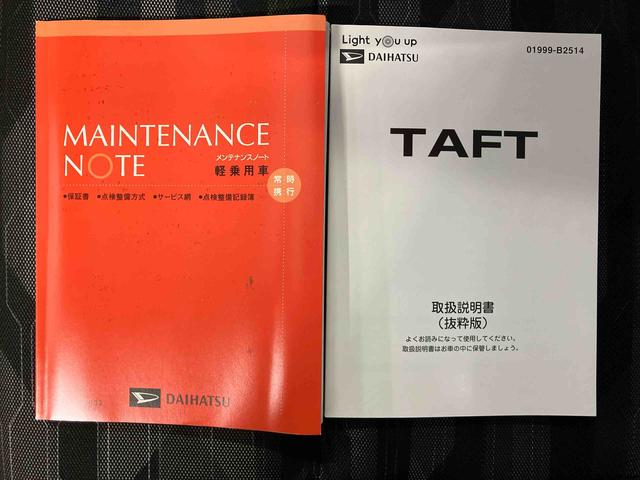 MAINTENANCE
NOTE
メンテナンスノート
軽乗用車
常時
携行
●保証書 ●点検整備方式 ●サービス網 ●点検整備記録簿
DAIHATSU
Light you up
DAIHATSU
01999-B2514
TAFT
取扱説明書
（抜粋版）
よくお読みになって使用してください。
取扱説明書はお車の中に保管しましょう。